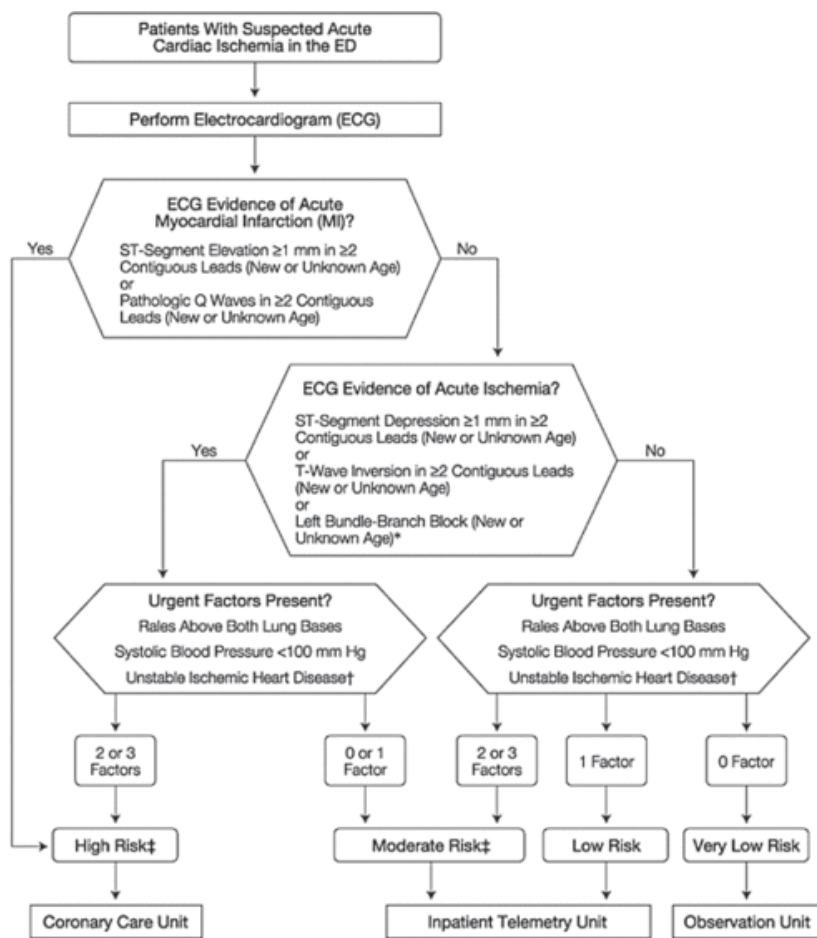 Patients With Suspected Acute
Cardiac Ischemia in the ED
Perform Electrocardiogram (ECG)
ECG Evidence of Acute
Myocardial Infarction (MI)?
Yes
No
ST-Segment Elevation ≥1 mm in ≥2
Contiguous Leads (New or Unknown Age)
or
Pathologic Q Waves in ≥2 Contiguous
Leads (New or Unknown Age)
ECG Evidence of Acute Ischemia?
ST-Segment Depression ≥1 mm in ≥2
Contiguous Leads (New or Unknown Age)
or
T-Wave Inversion in ≥2 Contiguous Leads
(New or Unknown Age)
or
Left Bundle-Branch Block (New or
Unknown Age)*
Yes
No
Urgent Factors Present?
Rales Above Both Lung Bases
Systolic Blood Pressure <100 mm Hg
Unstable Ischemic Heart Disease†
Urgent Factors Present?
Rales Above Both Lung Bases
Systolic Blood Pressure <100 mm Hg
Unstable Ischemic Heart Disease†
2 or 3
Factors
0 or 1
Factor
2 or 3
Factors
1 Factor
0 Factor
High Risk‡
Moderate Risk‡
Low Risk
Very Low Risk
Coronary Care Unit
Inpatient Telemetry Unit
Observation Unit